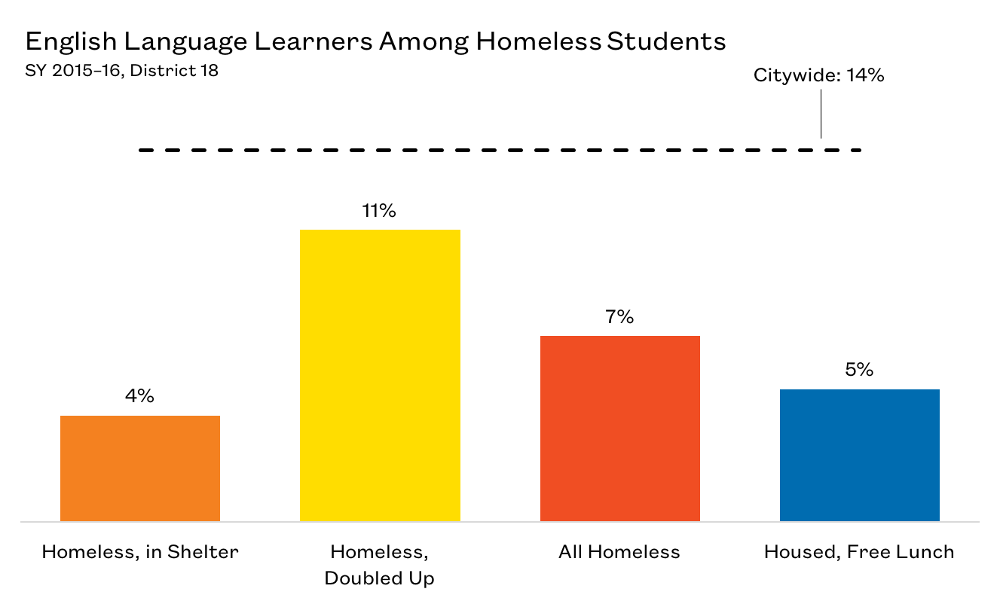 English Language Learners Among Homeless Students
SY 2015–16, District 18
Citywide: 14%
11%
7%
5%
4%
Homeless, in Shelter
Homeless,
Doubled Up
All Homeless
Housed, Free Lunch